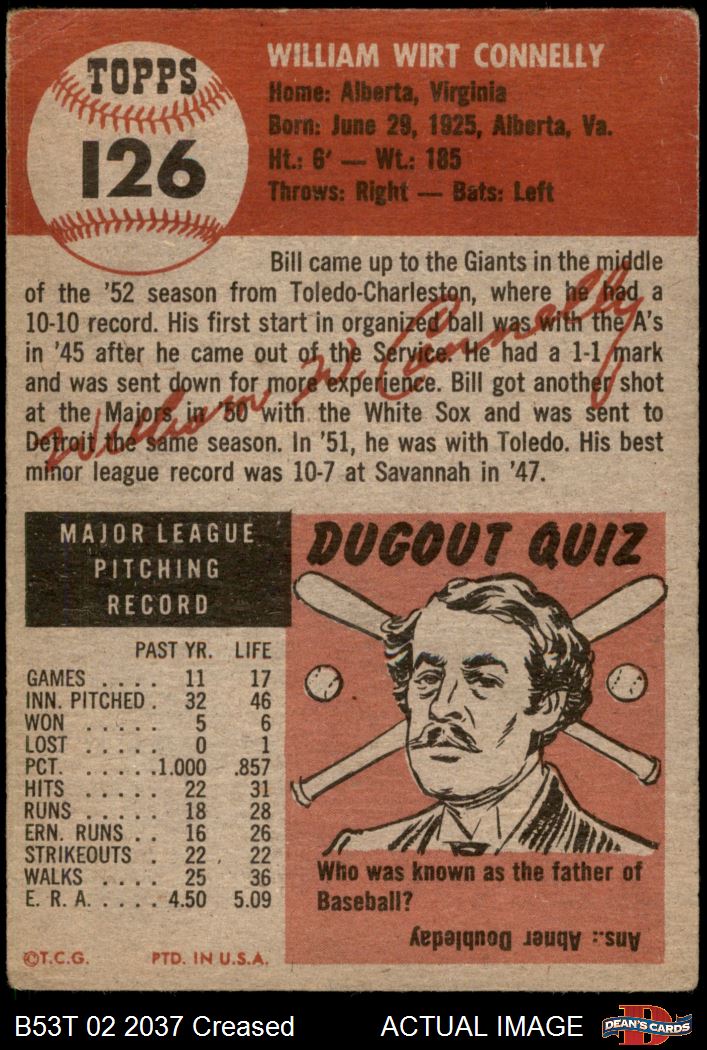 TOPPS
126
WILLIAM WIRT CONNELLY
Home: Alberta, Virginia
Born: June 29, 1925, Alberta, Va.
Ht.: 6' — Wt.: 185
Throws: Right — Bats: Left
Bill came up to the Giants in the middle
of the '52 season from Toledo-Charleston, where he had a
10-10 record. His first start in organized ball was with the A's
in '45 after he came out of the Service. He had a 1-1 mark
and was sent down for more experience. Bill got another shot
at the Majors in '50 with the White Sox and was sent to
Detroit the same season. In '51, he was with Toledo. His best
minor league record was 10-7 at Savannah in '47.
William W. Connelly
MAJOR LEAGUE
PITCHING
RECORD
PAST YR. LIFE
GAMES . . . . 11 17
INN. PITCHED . 32 46
WON . . . . . 5 6
LOST . . . . . 0 1
PCT. . . . . .1.000 .857
HITS . . . . . 22 31
RUNS . . . . . 18 28
ERN. RUNS . . 16 26
STRIKEOUTS . 22 22
WALKS . . . . 25 36
E. R. A. . . . . 4.50 5.09
©T.C.G. PTD. IN U.S.A.
DUGOUT QUIZ
Who was known as the father of
Baseball?
Ans.: Abner Doubleday
B53T 02 2037 Creased ACTUAL IMAGE
D
DEAN'S CARDS